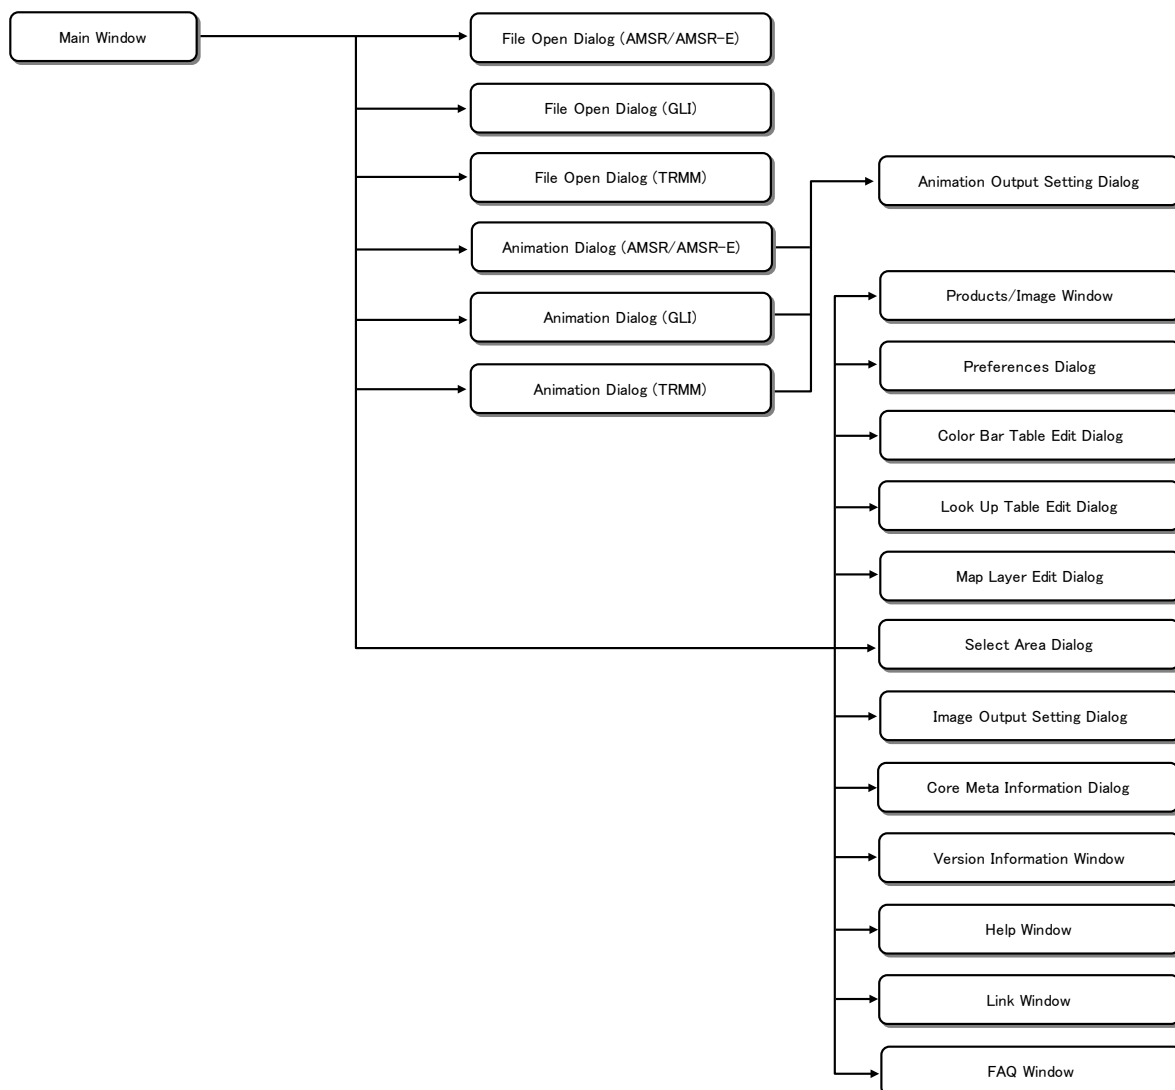 Main Window
File Open Dialog (AMSR/AMSR-E)
File Open Dialog (GLI)
File Open Dialog (TRMM)
Animation Dialog (AMSR/AMSR-E)
Animation Dialog (GLI)
Animation Dialog (TRMM)
Animation Output Setting Dialog
Products/Image Window
Preferences Dialog
Color Bar Table Edit Dialog
Look Up Table Edit Dialog
Map Layer Edit Dialog
Select Area Dialog
Image Output Setting Dialog
Core Meta Information Dialog
Version Information Window
Help Window
Link Window
FAQ Window